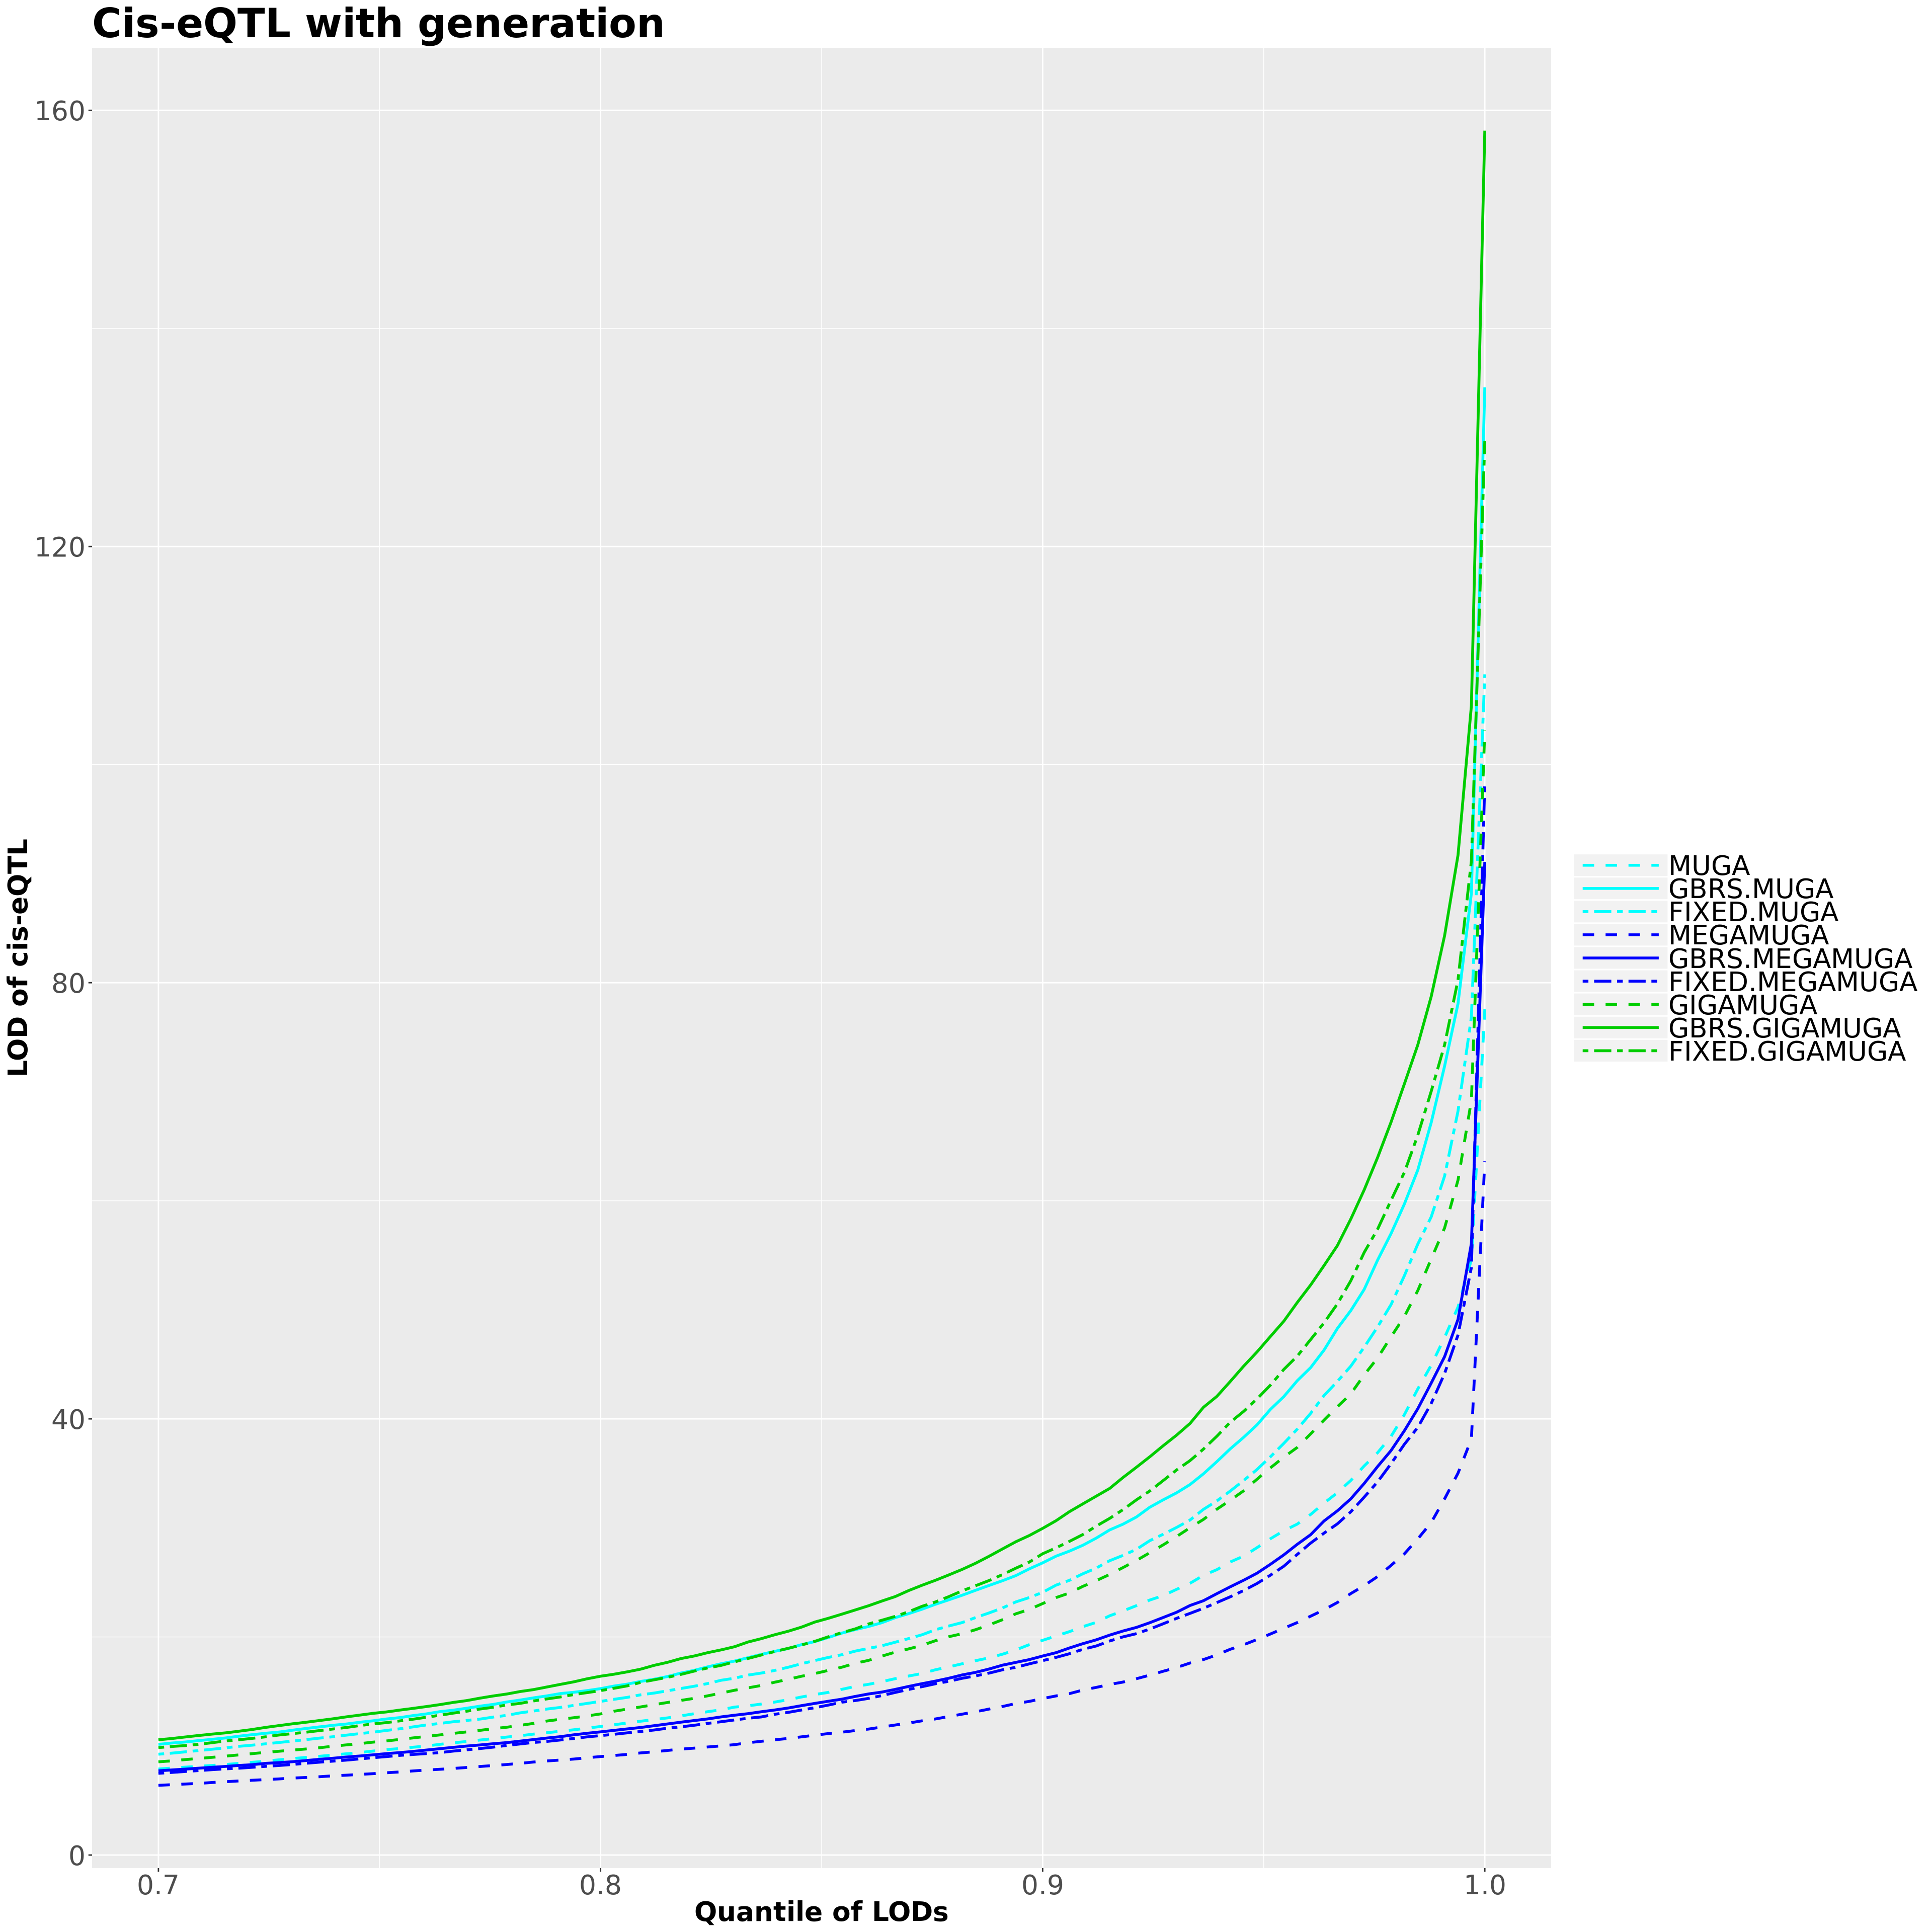 Cis-eQTL with generation
160
120
80
40
0
LOD of cis-eQTL
0.7
0.8
0.9
1.0
Quantile of LODs
MUGA
GBRS.MUGA
FIXED.MUGA
MEGAMUGA
GBRS.MEGAMUGA
FIXED.MEGAMUGA
GIGAMUGA
GBRS.GIGAMUGA
FIXED.GIGAMUGA